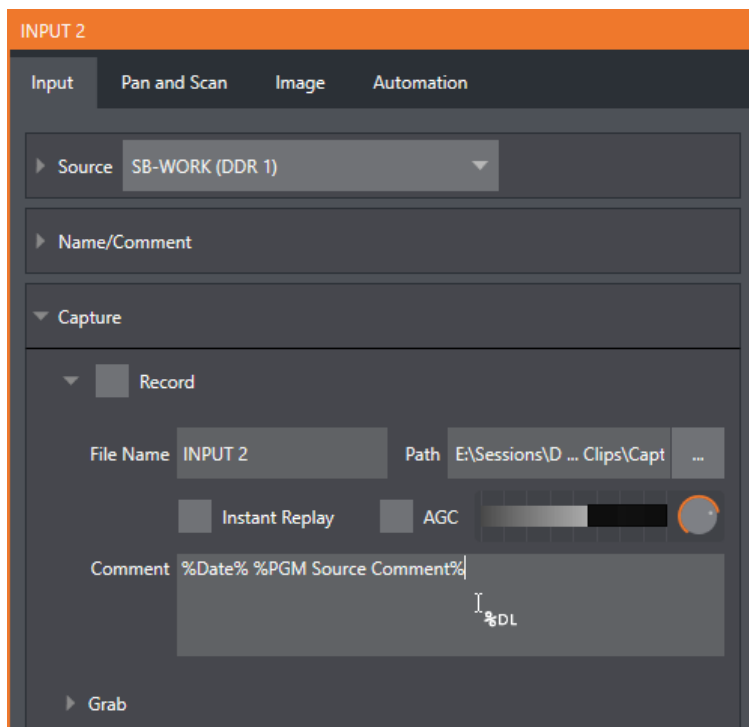 INPUT 2
Input Pan and Scan Image Automation
Source SB-WORK (DDR 1)
Name/Comment
Capture
Record
File Name INPUT 2 Path E:\Sessions\D ... Clips\Capt ...
Instant Replay AGC
Comment %Date% %PGM Source Comment%
%DL
Grab